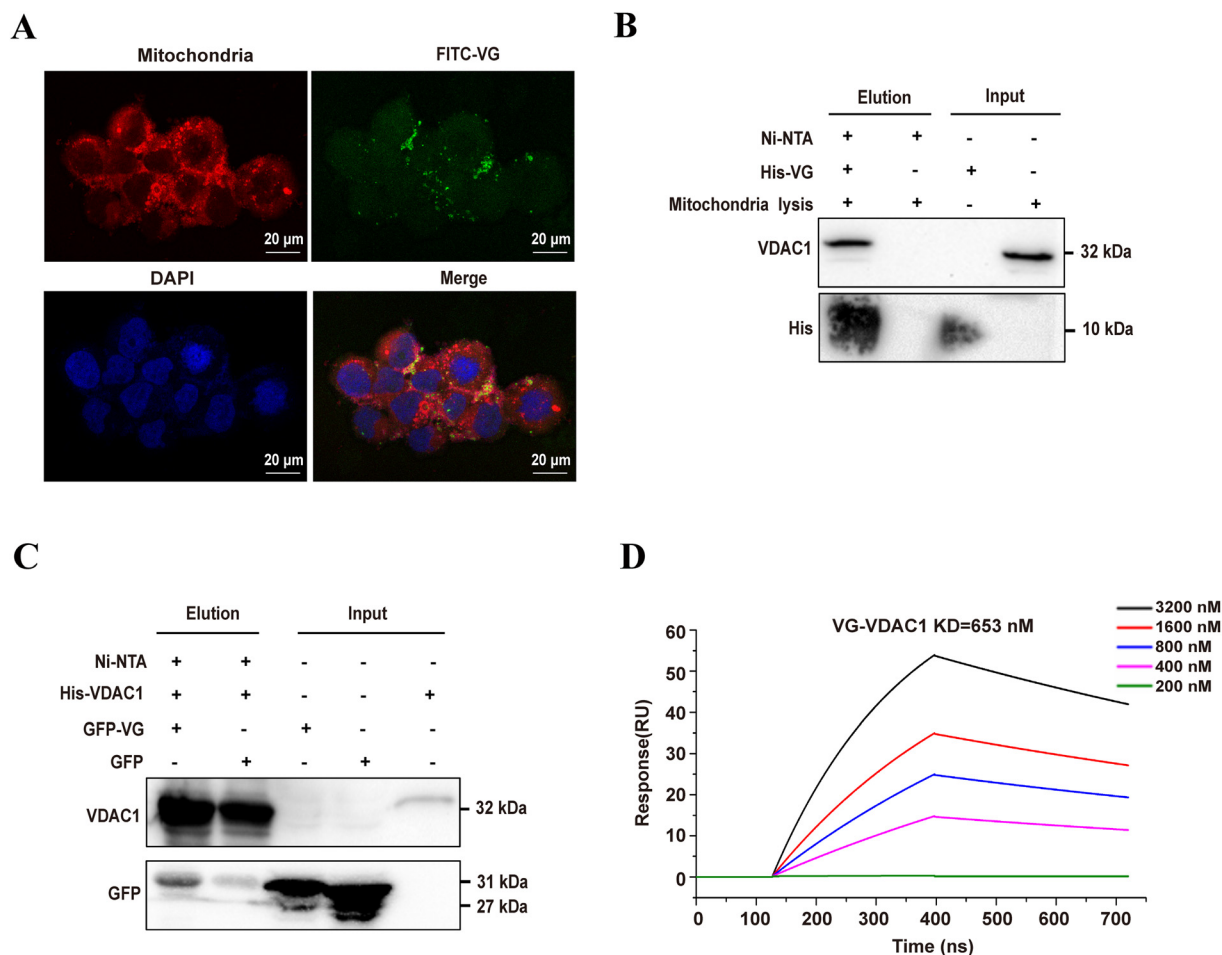 A
Mitochondria
FITC-VG
20 μm
20 μm
DAPI
Merge
20 μm
20 μm
B
Elution Input
Ni-NTA + + - -
His-VG + - + -
Mitochondria lysis + + - +
VDAC1 32 kDa
His 10 kDa
C
Elution Input
Ni-NTA + + - - -
His-VDAC1 + + - - +
GFP-VG + - + - -
GFP - + - + -
VDAC1 32 kDa
GFP 31 kDa
27 kDa
D
VG-VDAC1 KD=653 nM
3200 nM
1600 nM
800 nM
400 nM
200 nM
Response(RU)
60
50
40
30
20
10
0
0 100 200 300 400 500 600 700
Time (ns)